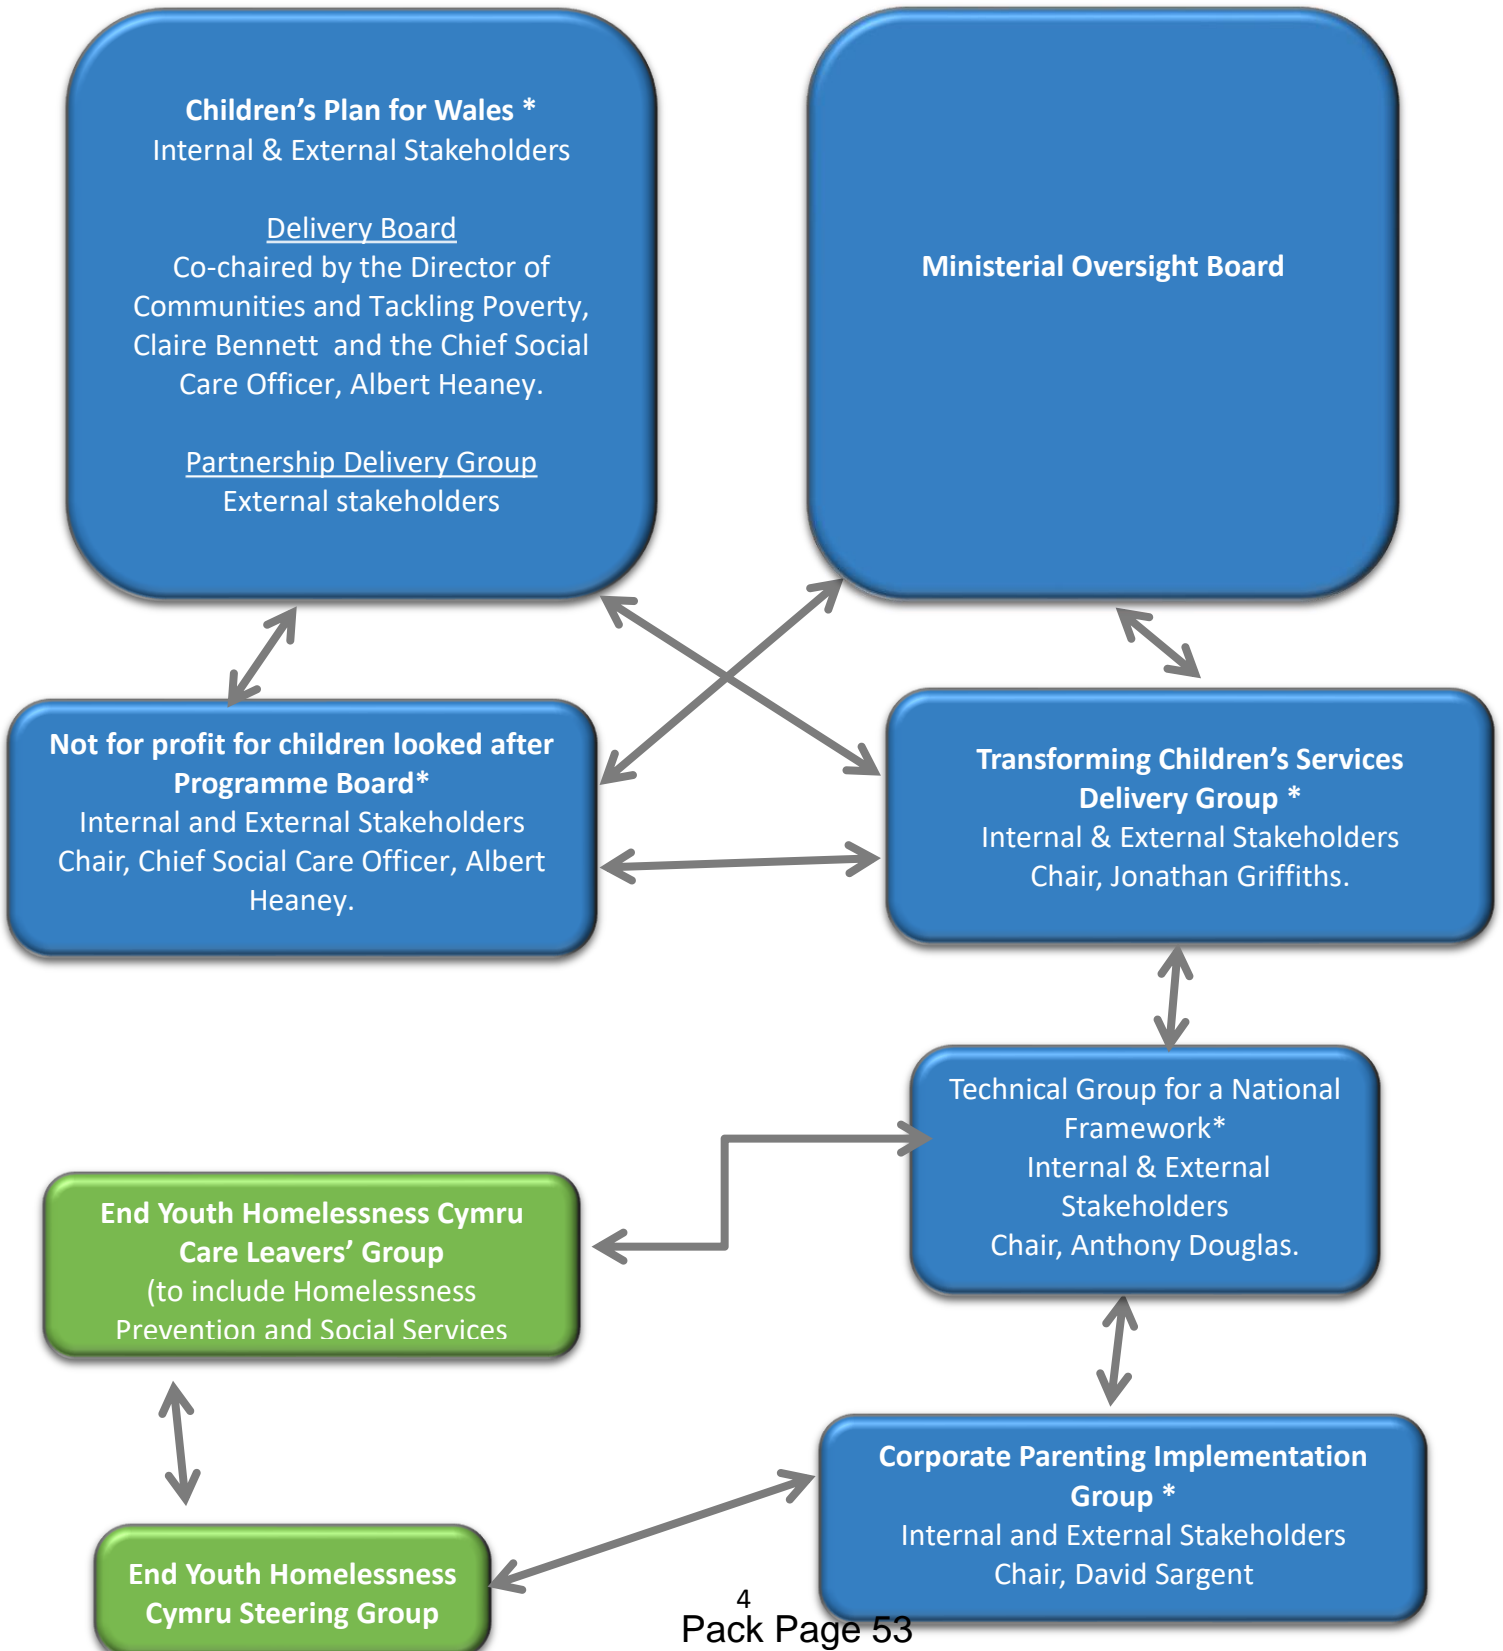 Children’s Plan for Wales *
Internal & External Stakeholders
Delivery Board
Co-chaired by the Director of
Communities and Tackling Poverty,
Claire Bennett and the Chief Social
Care Officer, Albert Heaney.
Partnership Delivery Group
External stakeholders
Ministerial Oversight Board
Not for profit for children looked after
Programme Board*
Internal and External Stakeholders
Chair, Chief Social Care Officer, Albert
Heaney.
Transforming Children’s Services
Delivery Group *
Internal & External Stakeholders
Chair, Jonathan Griffiths.
Technical Group for a National
Framework*
Internal & External
Stakeholders
Chair, Anthony Douglas.
End Youth Homelessness Cymru
Care Leavers’ Group
(to include Homelessness
Prevention and Social Services
Corporate Parenting Implementation
Group *
Internal and External Stakeholders
Chair, David Sargent
End Youth Homelessness
Cymru Steering Group
4
Pack Page 53